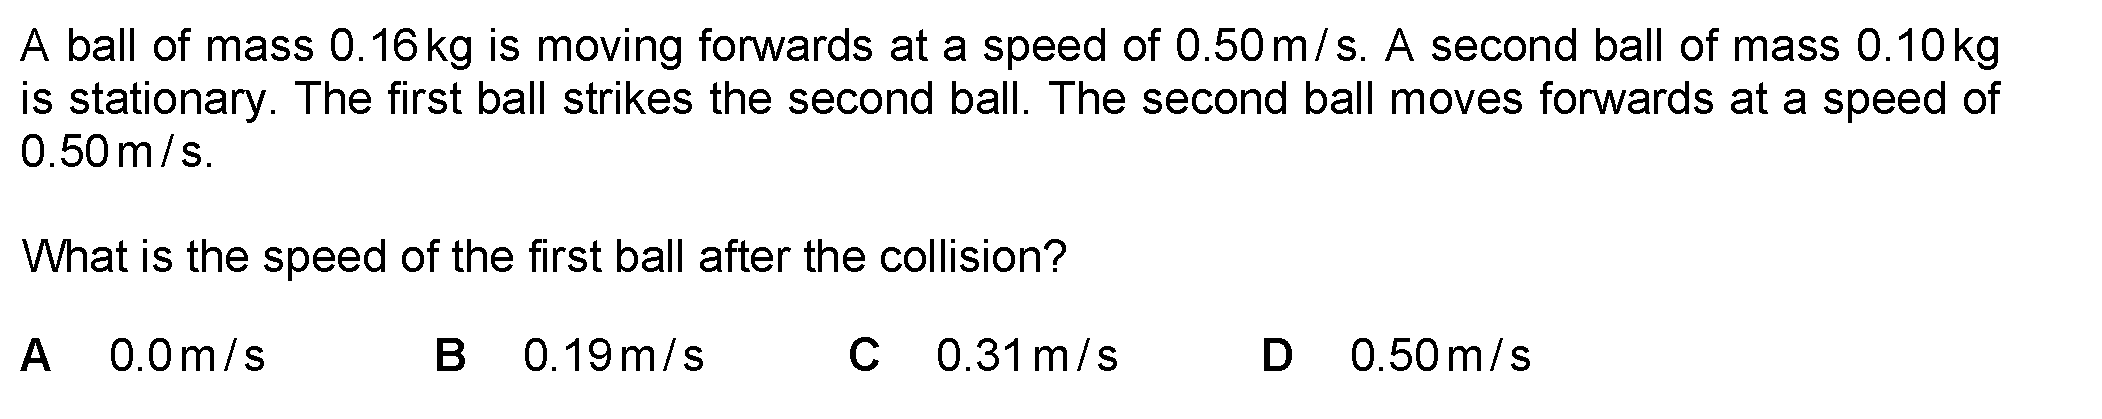 A ball of mass 0.16 kg is moving forwards at a speed of 0.50 m / s. A second ball of mass 0.10 kg
is stationary. The first ball strikes the second ball. The second ball moves forwards at a speed of
0.50 m / s.
What is the speed of the first ball after the collision?
A 0.0 m / s B 0.19 m / s C 0.31 m / s D 0.50 m / s